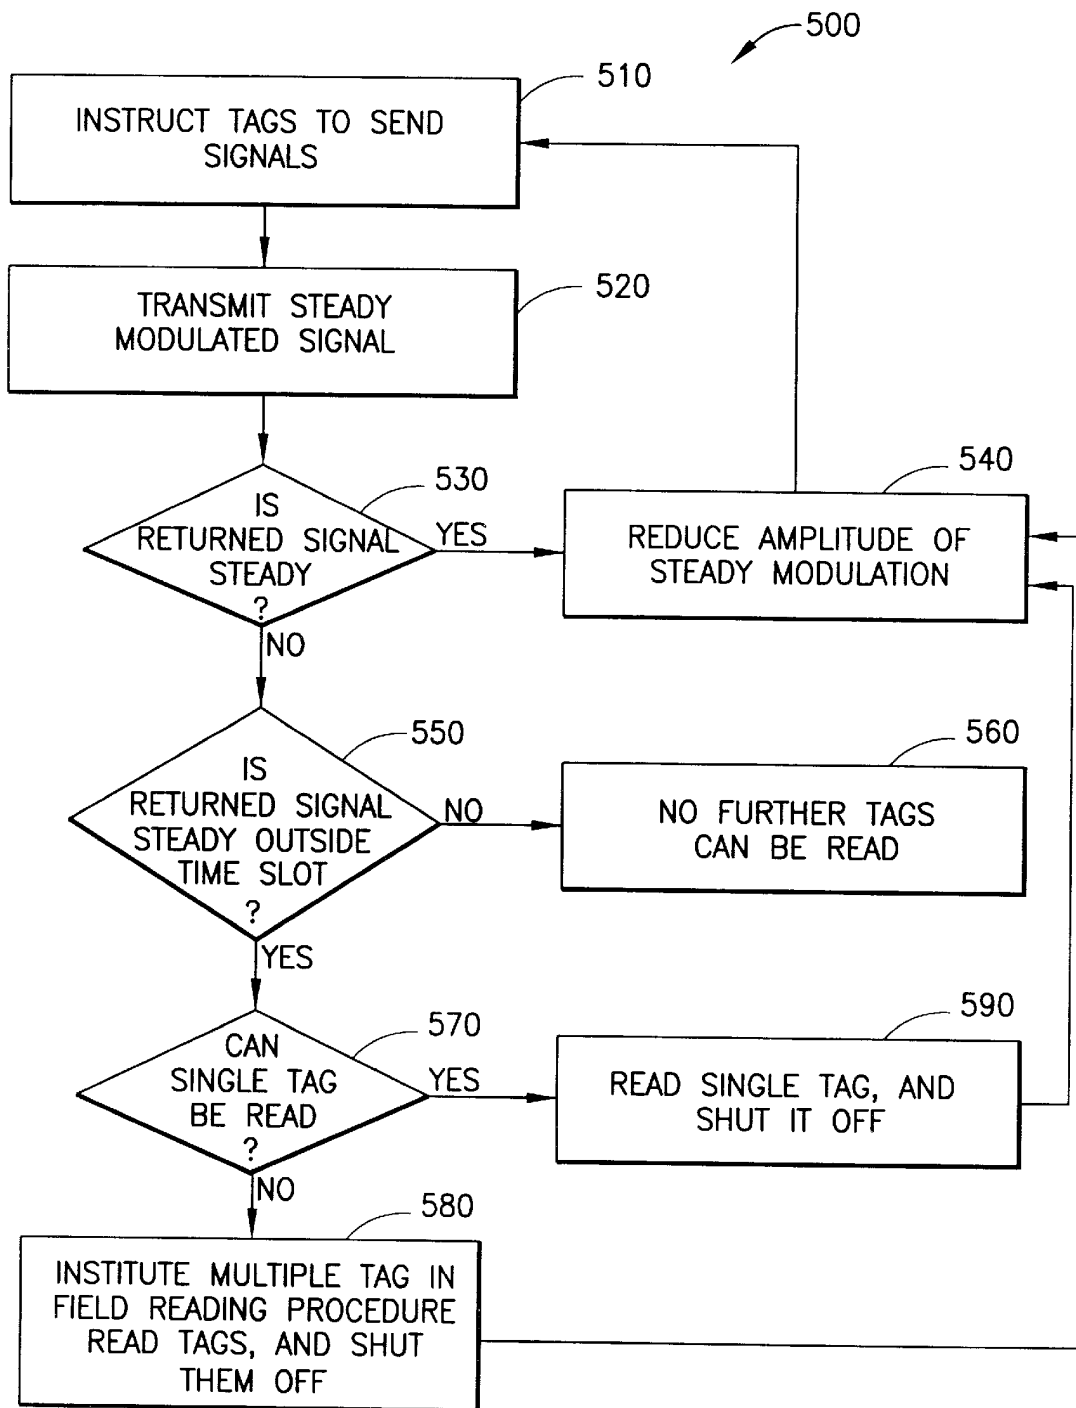 500
510
INSTRUCT TAGS TO SEND
SIGNALS
520
TRANSMIT STEADY
MODULATED SIGNAL
530
IS
RETURNED SIGNAL
STEADY
?
YES
NO
540
REDUCE AMPLITUDE OF
STEADY MODULATION
550
IS
RETURNED SIGNAL
STEADY OUTSIDE
TIME SLOT
?
NO
YES
560
NO FURTHER TAGS
CAN BE READ
570
CAN
SINGLE TAG
BE READ
?
YES
NO
590
READ SINGLE TAG, AND
SHUT IT OFF
580
INSTITUTE MULTIPLE TAG IN
FIELD READING PROCEDURE
READ TAGS, AND SHUT
THEM OFF